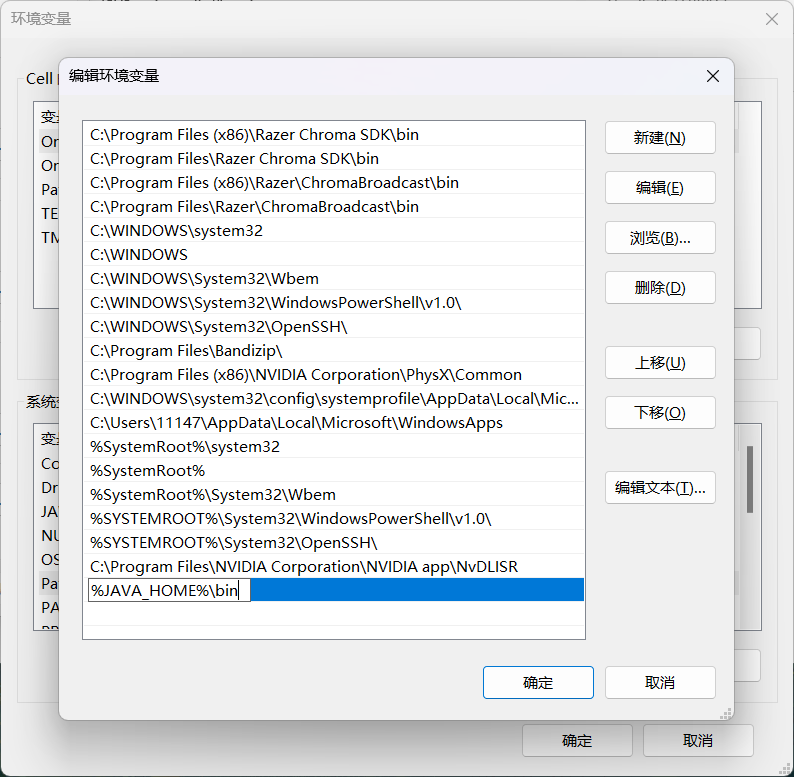 环境变量
编辑环境变量
Cell
变
On
On
Pa
TE
TM
C:\Program Files (x86)\Razer Chroma SDK\bin
C:\Program Files\Razer Chroma SDK\bin
C:\Program Files (x86)\Razer\ChromaBroadcast\bin
C:\Program Files\Razer\ChromaBroadcast\bin
C:\WINDOWS\system32
C:\WINDOWS
C:\WINDOWS\System32\Wbem
C:\WINDOWS\System32\WindowsPowerShell\v1.0\
C:\WINDOWS\System32\OpenSSH\
C:\Program Files\Bandizip\
C:\Program Files (x86)\NVIDIA Corporation\PhysX\Common
C:\WINDOWS\system32\config\systemprofile\AppData\Local\Mic...
C:\Users\11147\AppData\Local\Microsoft\WindowsApps
%SystemRoot%\system32
%SystemRoot%
%SystemRoot%\System32\Wbem
%SYSTEMROOT%\System32\WindowsPowerShell\v1.0\
%SYSTEMROOT%\System32\OpenSSH\
C:\Program Files\NVIDIA Corporation\NVIDIA app\NvDLISR
%JAVA_HOME%\bin
新建(N)
编辑(E)
浏览(B)...
删除(D)
上移(U)
下移(O)
编辑文本(T)...
系统
变
Co
Dr
JA
NU
OS
Pa
PA
确定
取消
确定
取消